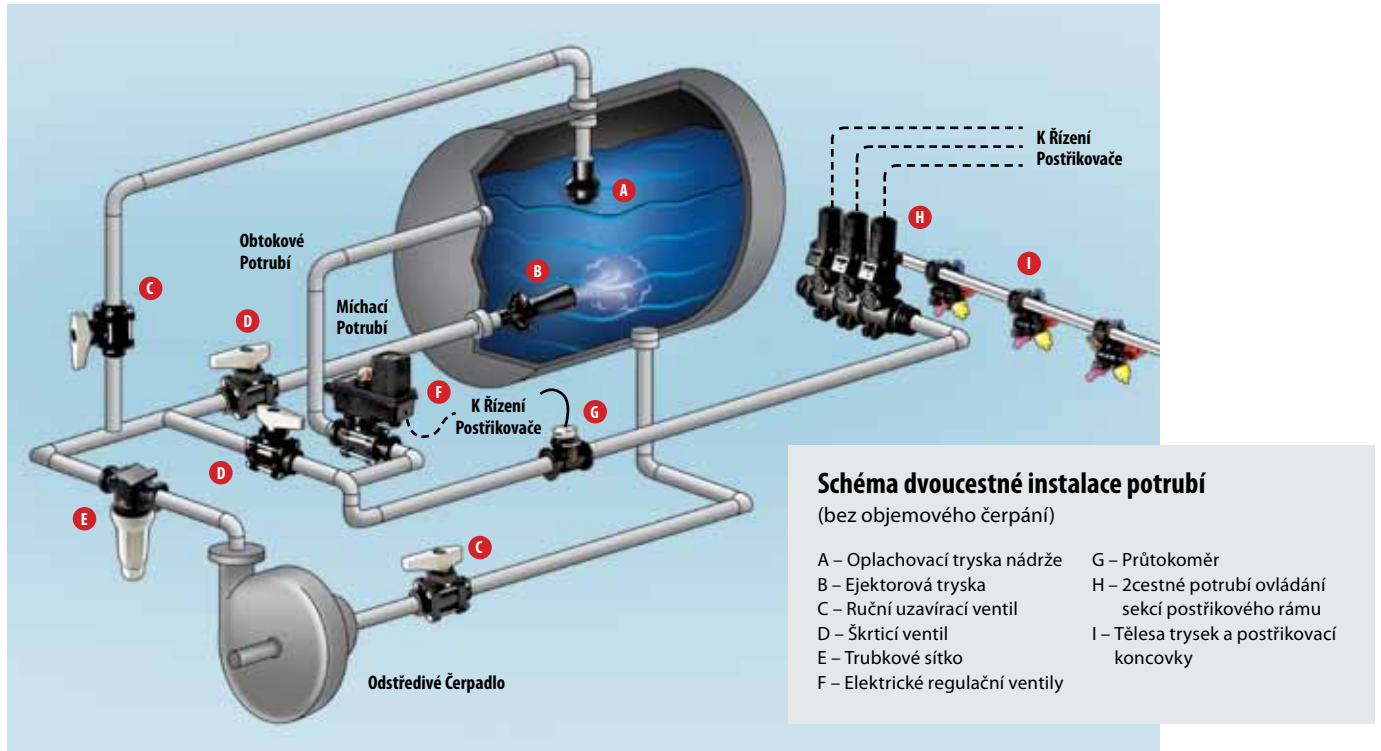 K Řízení
Postřikovače
A
H
Obtokové
Potrubí
I
B
C
Míchací
Potrubí
D
F
K Řízení
Postřikovače
G
D
E
C
Odstředivé Čerpadlo
Schéma dvoucestné instalace potrubí
(bez objemového čerpání)
A – Oplachovací tryska nádrže
B – Ejektorová tryska
C – Ruční uzavírací ventil
D – Škrticí ventil
E – Trubkové sítko
F – Elektrické regulační ventily
G – Průtokoměr
H – 2cestné potrubí ovládání
sekcí postřikového rámu
I – Tělesa trysek a postřikovací
koncovky